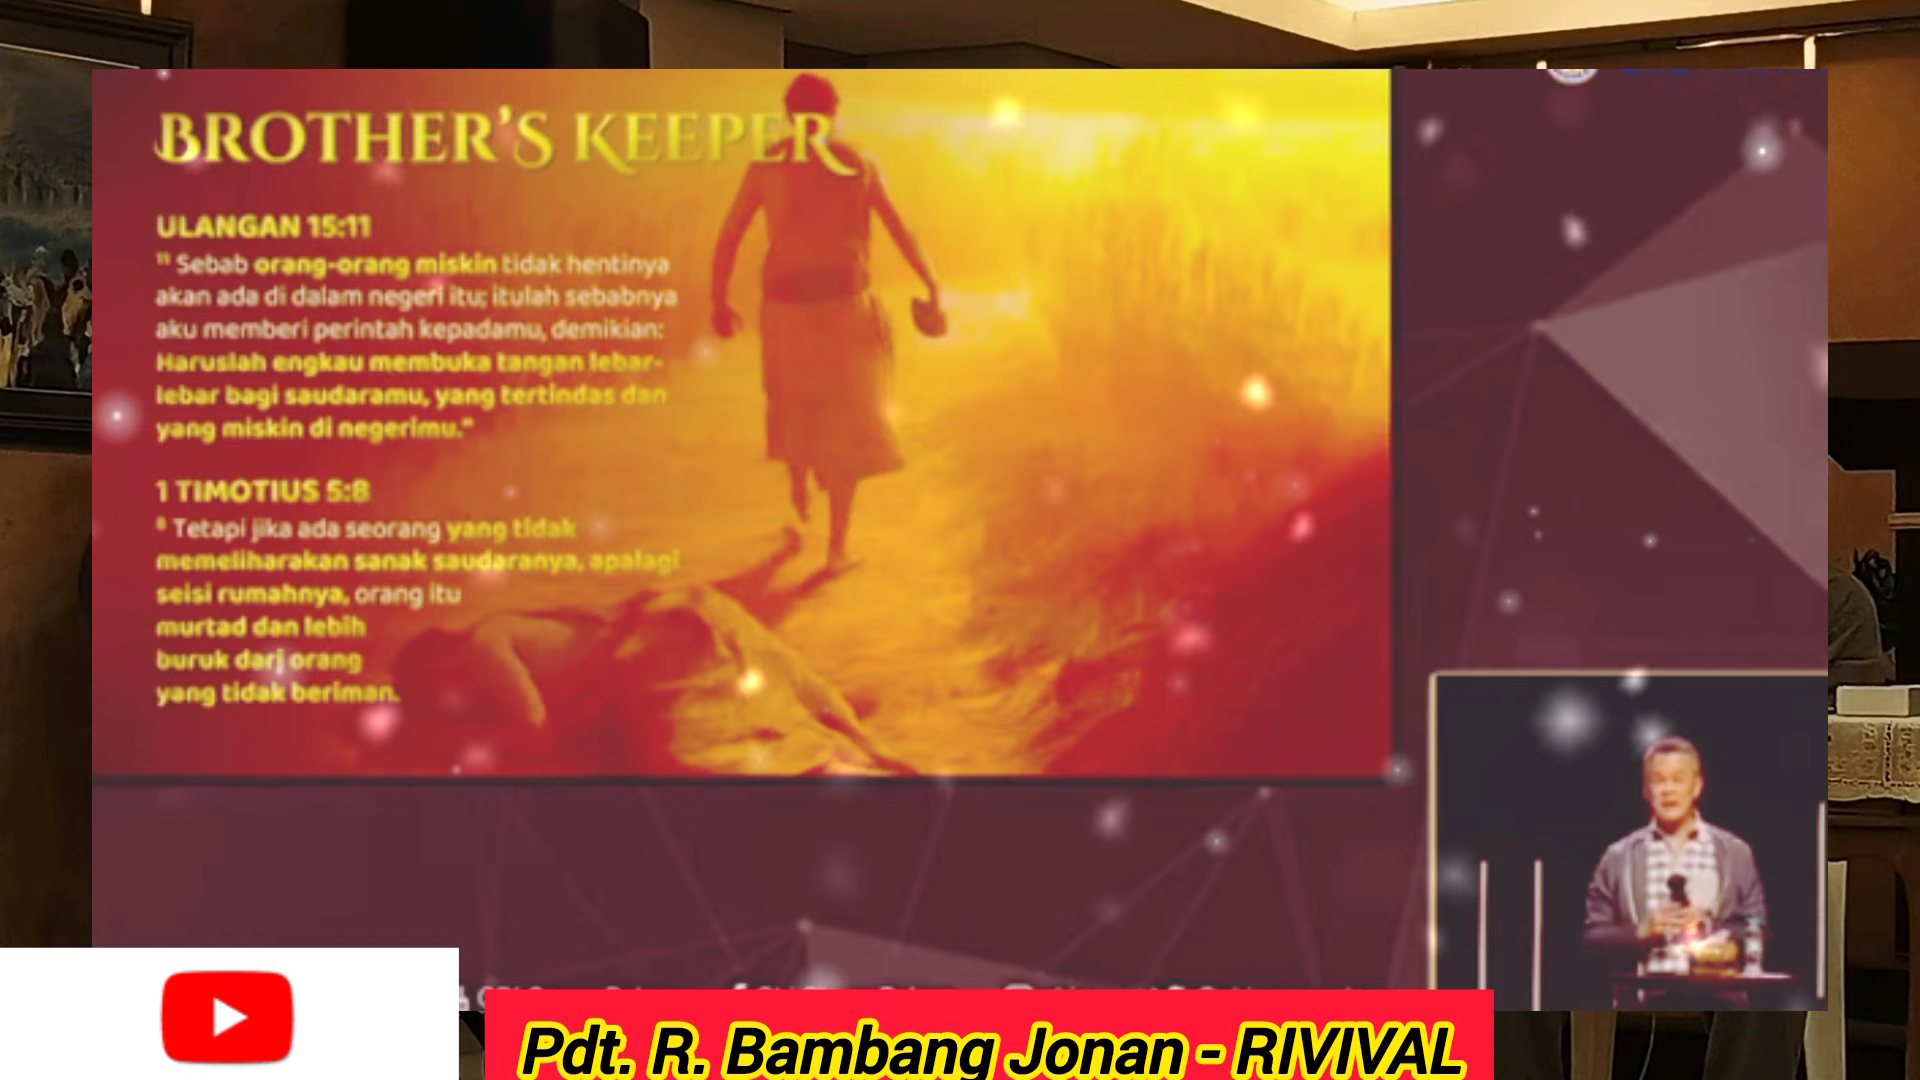 BROTHER'S KEEPER
ULANGAN 15:11
11 Sebab orang-orang miskin tidak hentinya
akan ada di dalam negeri itu; itulah sebabnya
aku memberi perintah kepadamu, demikian:
Haruslah engkau membuka tangan lebar-
lebar bagi saudaramu, yang tertindas dan
yang miskin di negerimu."
1 TIMOTIUS 5:8
8 Tetapi jika ada seorang yang tidak
memeliharakan sanak saudaranya, apalagi
seisi rumahnya, orang itu
murtad dan lebih
buruk dari orang
yang tidak beriman.
Pdt. R. Bambang Jonan - RIVIVAL